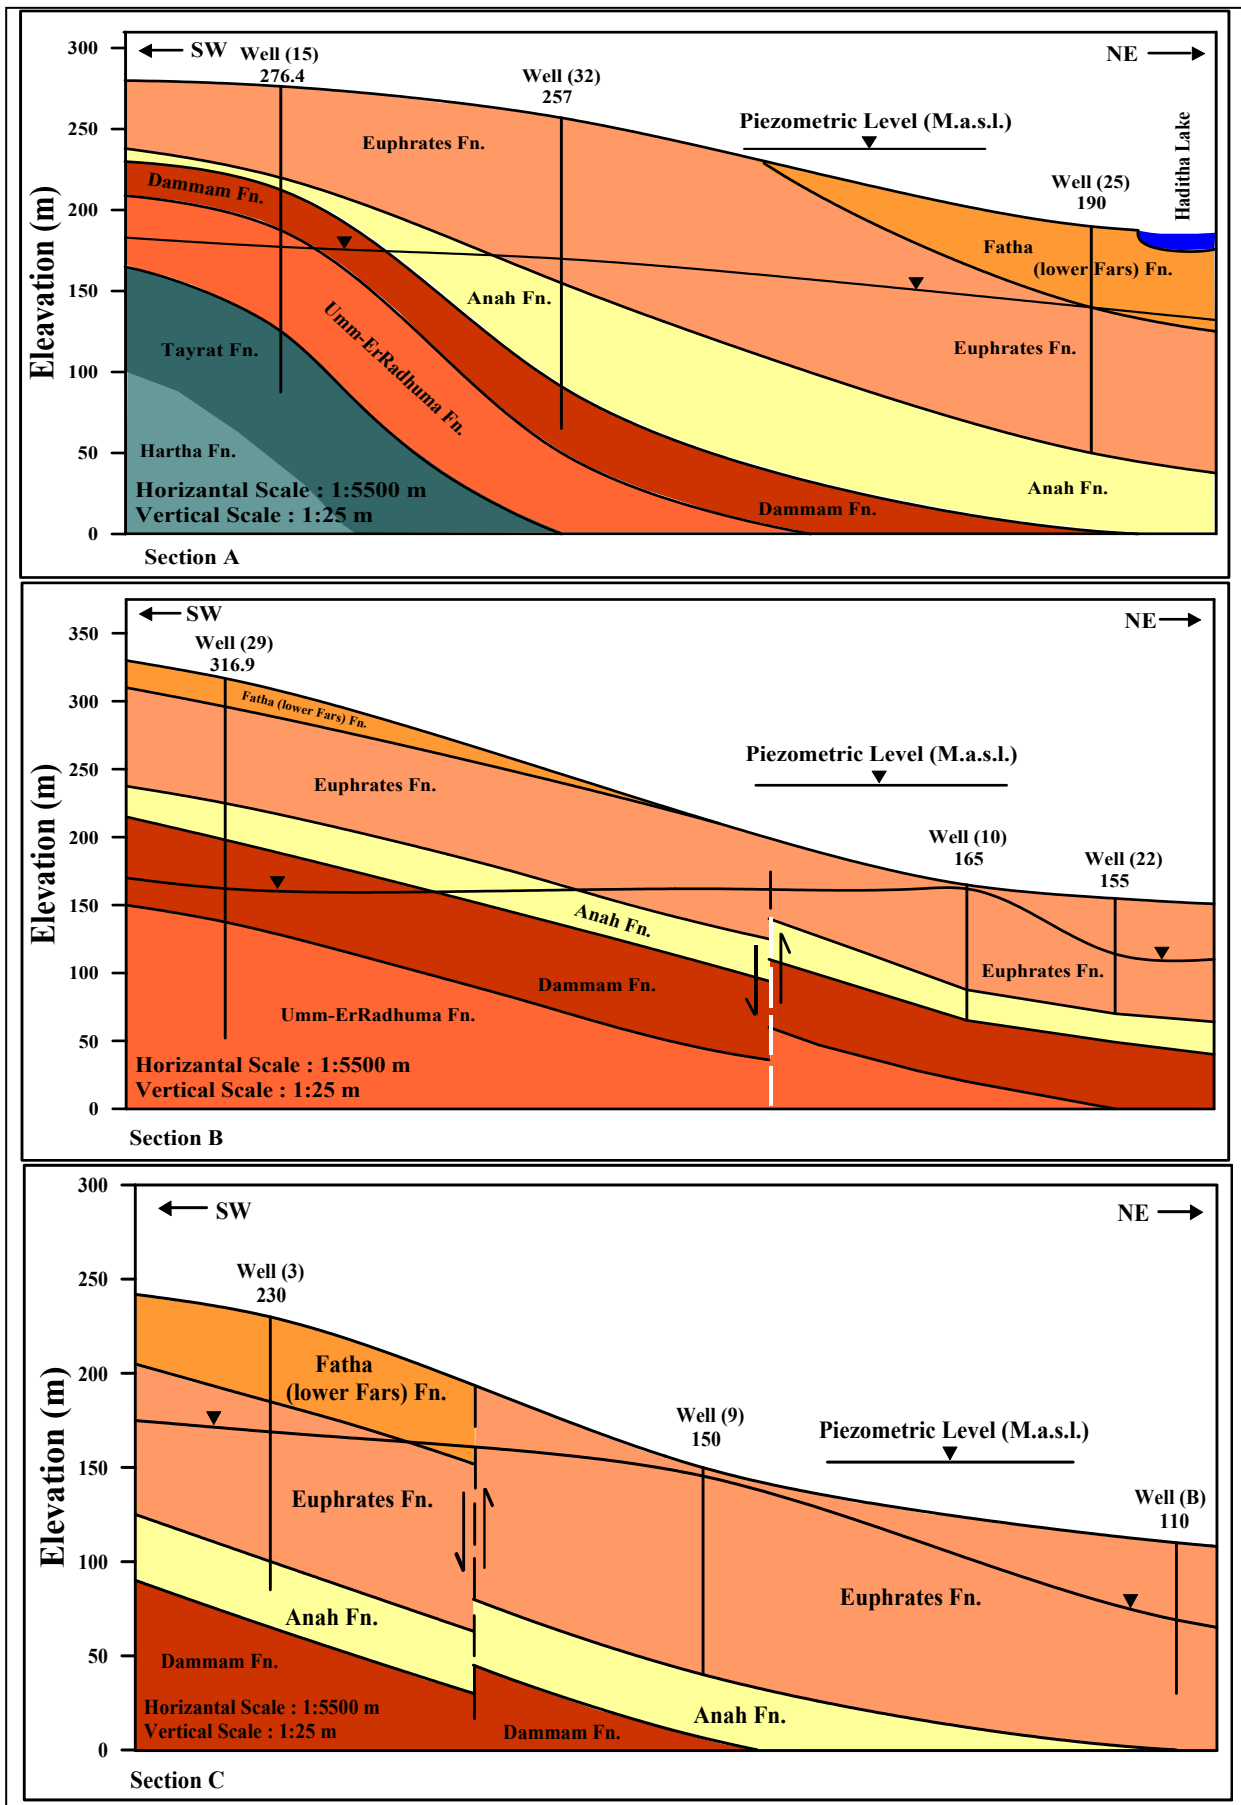 SW
NE
Well (15)
276.4
Well (32)
257
Piezometric Level (M.a.s.l.)
Well (25)
190
Haditha Lake
Eleavation (m)
300
250
200
150
100
50
0
Euphrates Fn.
Dammam Fn.
Fatha
(lower Fars) Fn.
Anah Fn.
Umm-ErRadhuma Fn.
Tayrat Fn.
Euphrates Fn.
Hartha Fn.
Anah Fn.
Dammam Fn.
Horizantal Scale : 1:5500 m
Vertical Scale : 1:25 m
Section A
SW
NE
Well (29)
316.9
Piezometric Level (M.a.s.l.)
Well (10)
165
Well (22)
155
Elevation (m)
350
300
250
200
150
100
50
0
Fatha (lower Fars) Fn.
Euphrates Fn.
Anah Fn.
Euphrates Fn.
Dammam Fn.
Umm-ErRadhuma Fn.
Horizantal Scale : 1:5500 m
Vertical Scale : 1:25 m
Section B
SW
NE
Well (3)
230
Well (9)
150
Piezometric Level (M.a.s.l.)
Well (B)
110
Elevation (m)
300
250
200
150
100
50
0
Fatha
(lower Fars) Fn.
Euphrates Fn.
Euphrates Fn.
Anah Fn.
Dammam Fn.
Anah Fn.
Dammam Fn.
Horizantal Scale : 1:5500 m
Vertical Scale : 1:25 m
Section C